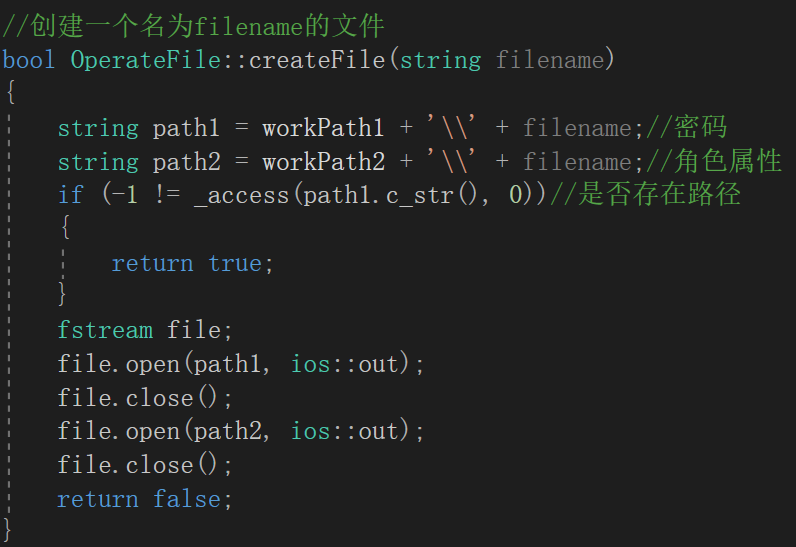 //创建一个名为filename的文件
bool OperateFile::createFile(string filename)
{
string path1 = workPath1 + '\\' + filename;//密码
string path2 = workPath2 + '\\' + filename;//角色属性
if (-1 != _access(path1.c_str(), 0))//是否存在路径
{
return true;
}
fstream file;
file.open(path1, ios::out);
file.close();
file.open(path2, ios::out);
file.close();
return false;
}